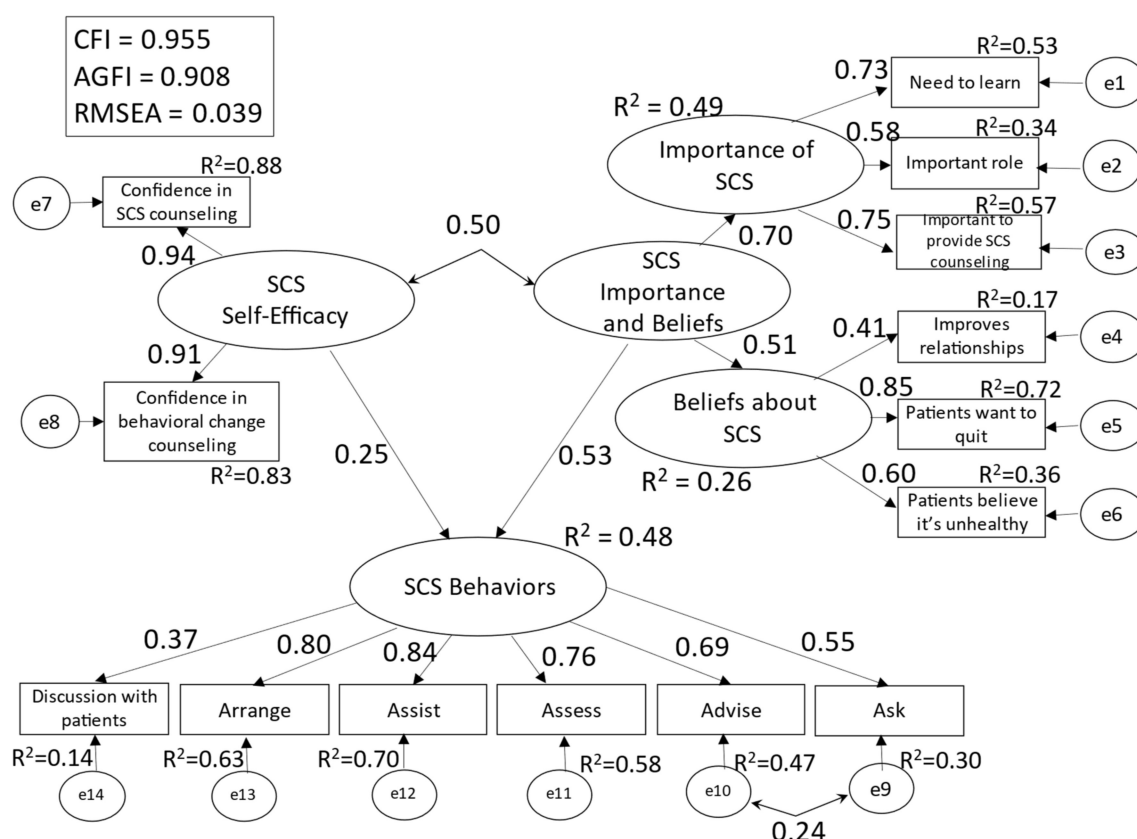 CFI = 0.955
AGFI = 0.908
RMSEA = 0.039
R²=0.53
0.73
Need to learn
e1
R² = 0.49
R²=0.34
0.58
Importance of
SCS
Important role
e2
R²=0.57
0.75
Important to
provide SCS
counseling
e3
R²=0.88
Confidence in
SCS counseling
e7
0.94
0.50
0.70
SCS
Self-Efficacy
SCS
Importance
and Beliefs
R²=0.17
0.41
Improves
relationships
e4
0.91
0.51
R²=0.72
0.85
Confidence in
behavioral change
counseling
e8
R²=0.83
Beliefs about
SCS
Patients want to
quit
e5
0.25
0.53
R² = 0.26
R²=0.36
0.60
Patients believe
it's unhealthy
e6
R² = 0.48
SCS Behaviors
0.37
0.80
0.84
0.76
0.69
0.55
Discussion with
patients
Arrange
Assist
Assess
Advise
Ask
R²=0.14
R²=0.63
R²=0.70
R²=0.58
R²=0.47
R²=0.30
e14
e13
e12
e11
e10
e9
0.24